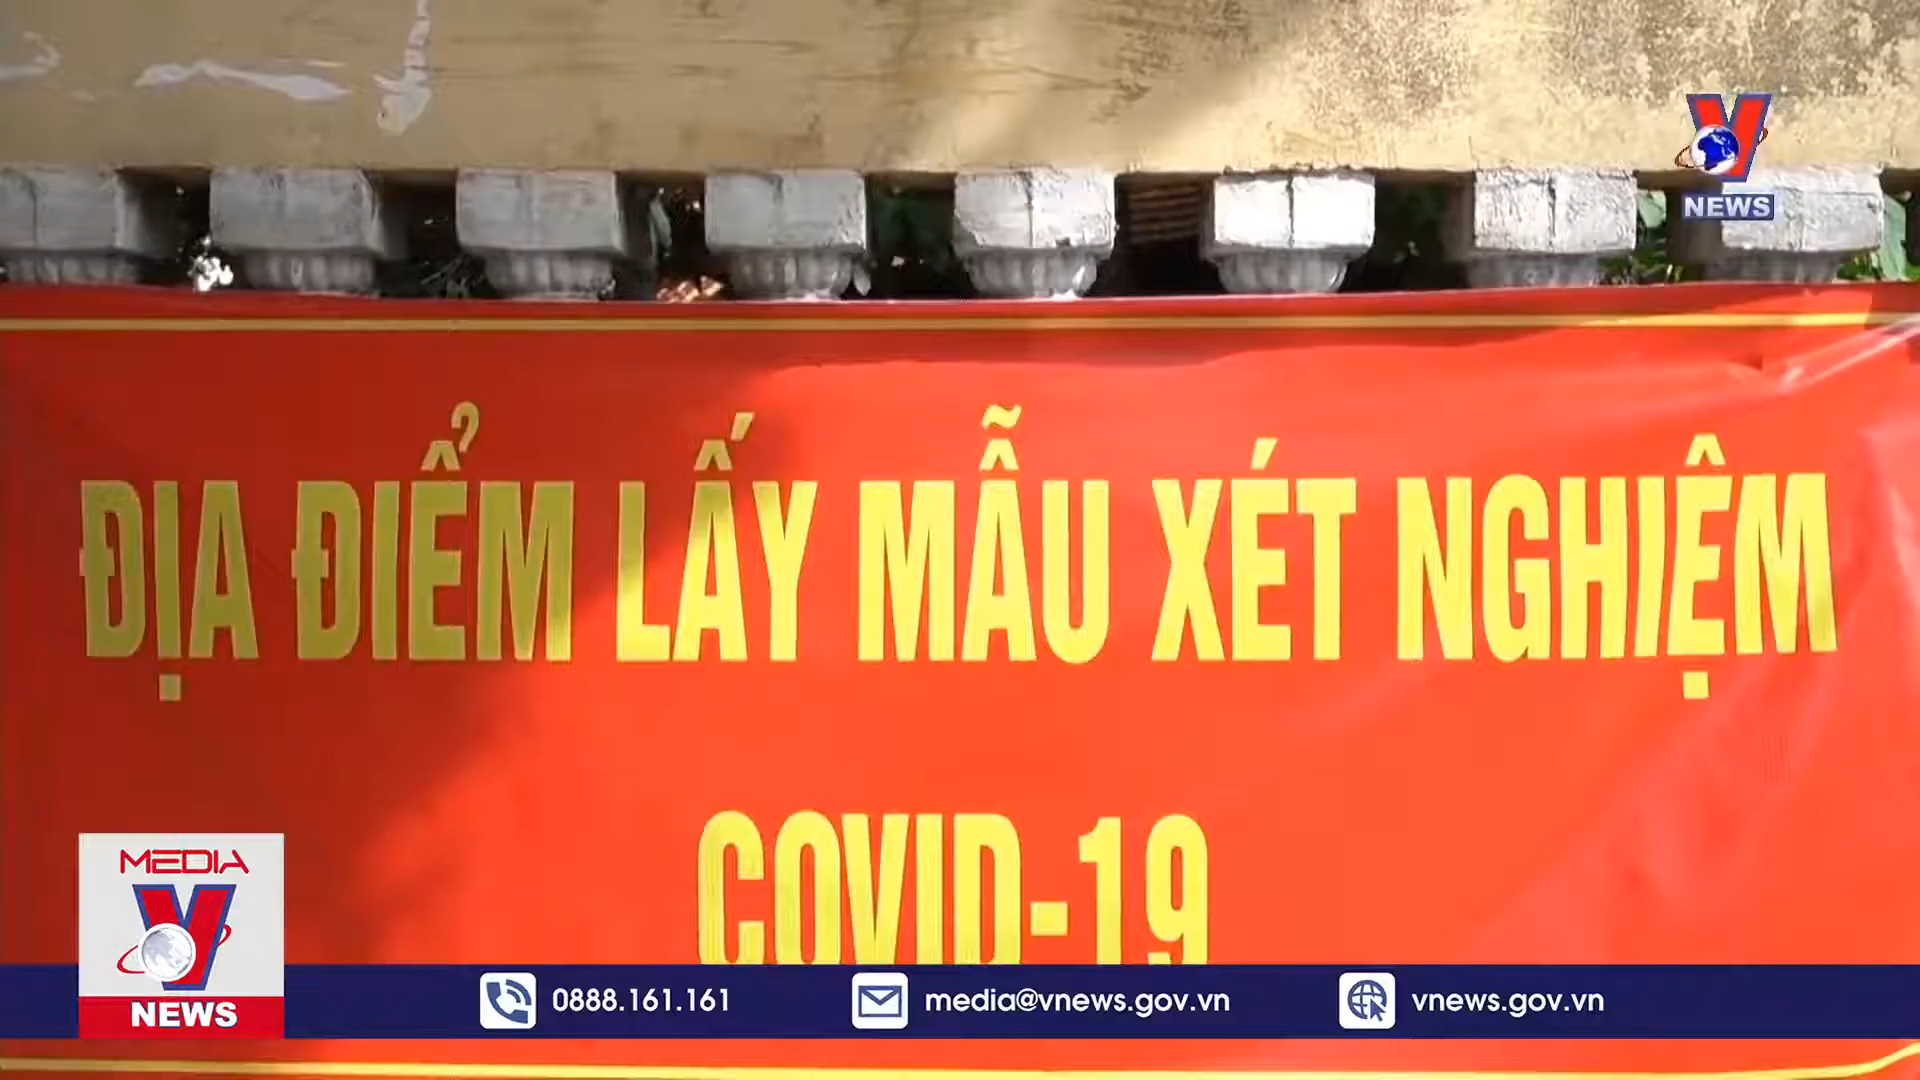 V
NEWS
ĐỊA ĐIỂM LẤY MẪU XÉT NGHIỆM
COVID-19
MEDIA
V
NEWS
0888.161.161
media@vnews.gov.vn
vnews.gov.vn